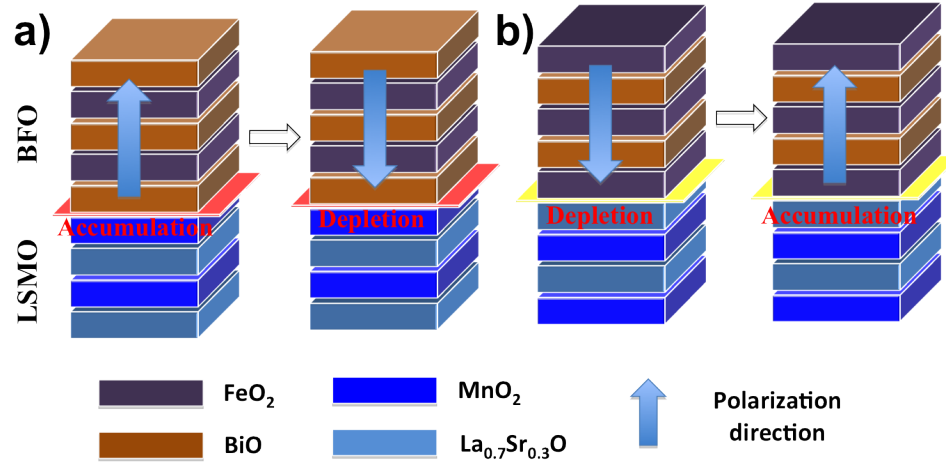 a)
b)
BFO
LSMO
Accumulation
Depletion
Depletion
Accumulation
FeO₂
MnO₂
Polarization
direction
BiO
La₀.₇Sr₀.₃O